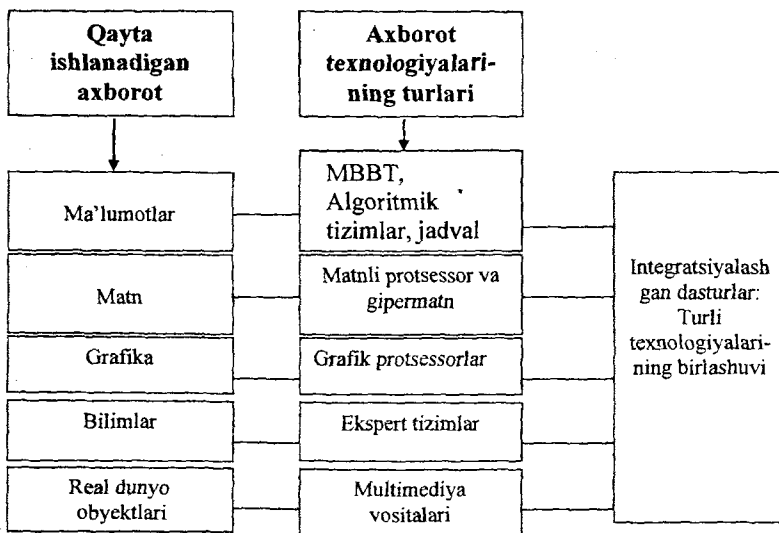 Qayta
ishlanadigan
axborot
Axborot
texnologiyalari-
ning turlari
Ma'lumotlar
MBBT,
Algoritmik
tizimlar, jadval
Matn
Matnli protsessor va
gipermatn
Grafika
Grafik protsessorlar
Bilimlar
Ekspert tizimlar
Real dunyo
obyektlari
Multimediya
vositalari
Integratsiyalash
gan dasturlar:
Turli
texnologiyalari-
ning birlashuvi